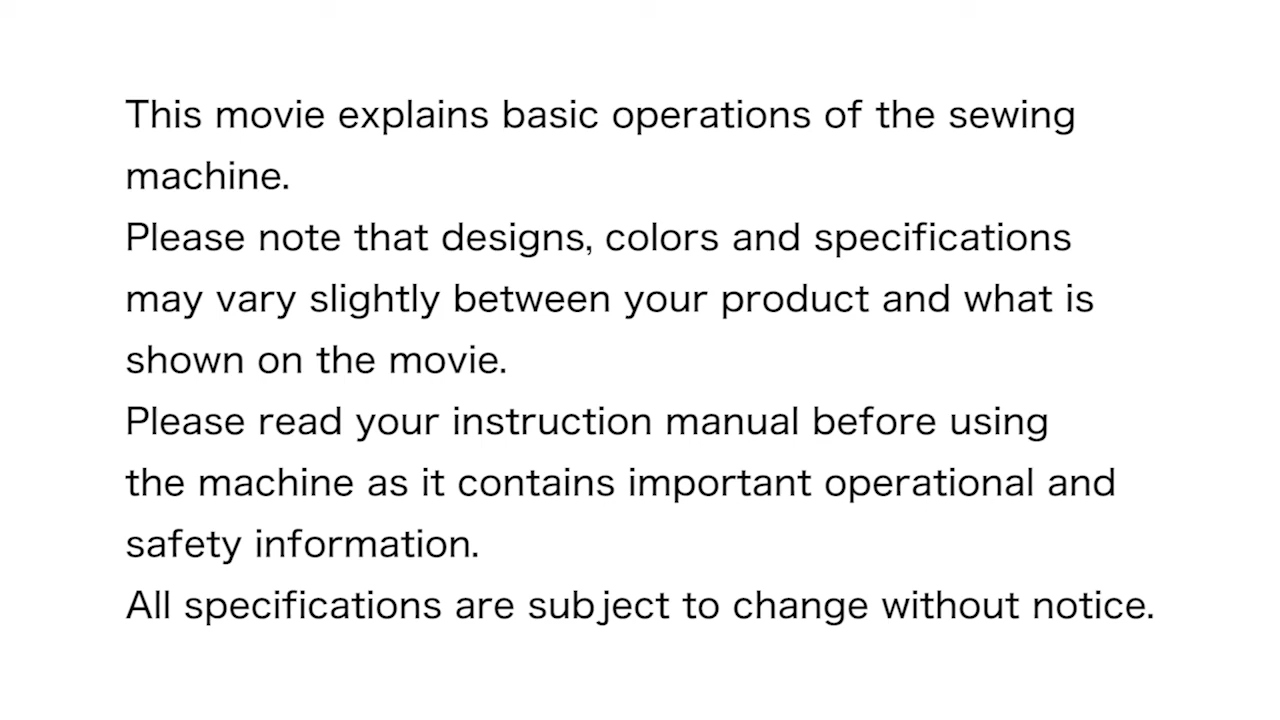 This movie explains basic operations of the sewing
machine.
Please note that designs, colors and specifications
may vary slightly between your product and what is
shown on the movie.
Please read your instruction manual before using
the machine as it contains important operational and
safety information.
All specifications are subject to change without notice.